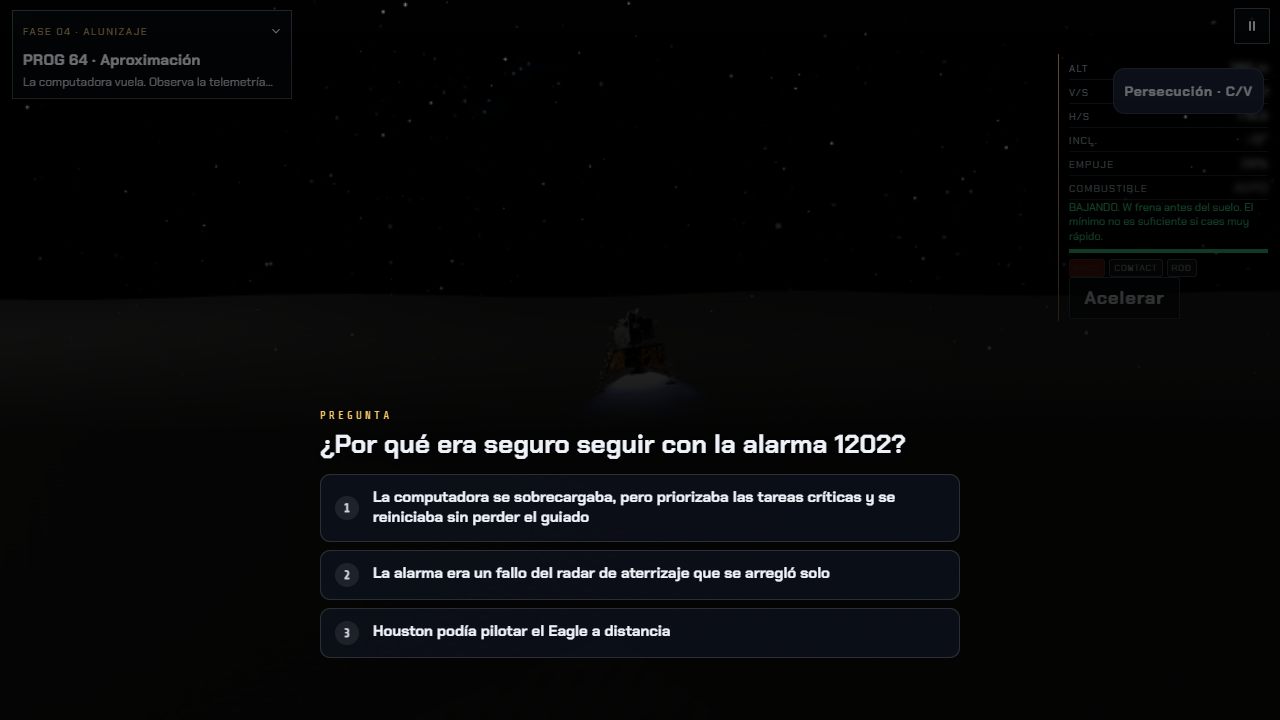 FASE 04 · ALUNIZAJE
PROG 64 · Aproximación
La computadora vuela. Observa la telemetría...
ALT
Persecución · C/V
V/S
H/S
INCL.
EMPUJE
COMBUSTIBLE
BAJANDO. W frena antes del suelo. El
mínimo no es suficiente si caes muy
rápido.
CONTACT
ROD
Acelerar
PREGUNTA
¿Por qué era seguro seguir con la alarma 1202?
1
La computadora se sobrecargaba, pero priorizaba las tareas críticas y se
reiniciaba sin perder el guiado
2
La alarma era un fallo del radar de aterrizaje que se arregló solo
3
Houston podía pilotar el Eagle a distancia